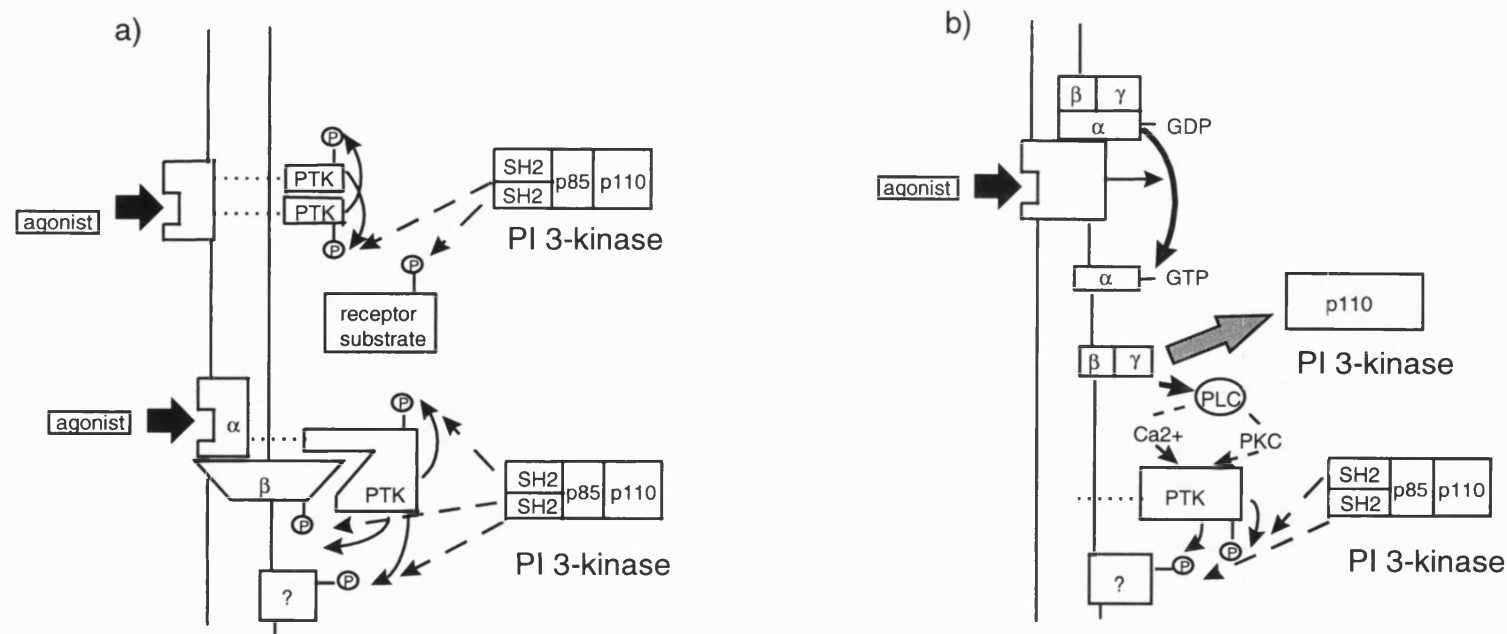 a)
P
PTK
PTK
P
agonist
SH2
SH2
p85
p110
PI 3-kinase
P
receptor
substrate
agonist
α
β
P
PTK
P
SH2
SH2
p85
p110
PI 3-kinase
?
P
b)
β
γ
α
GDP
agonist
α
GTP
p110
PI 3-kinase
β
γ
PLC
Ca2+
PKC
PTK
SH2
SH2
p85
p110
P
P
PI 3-kinase
?